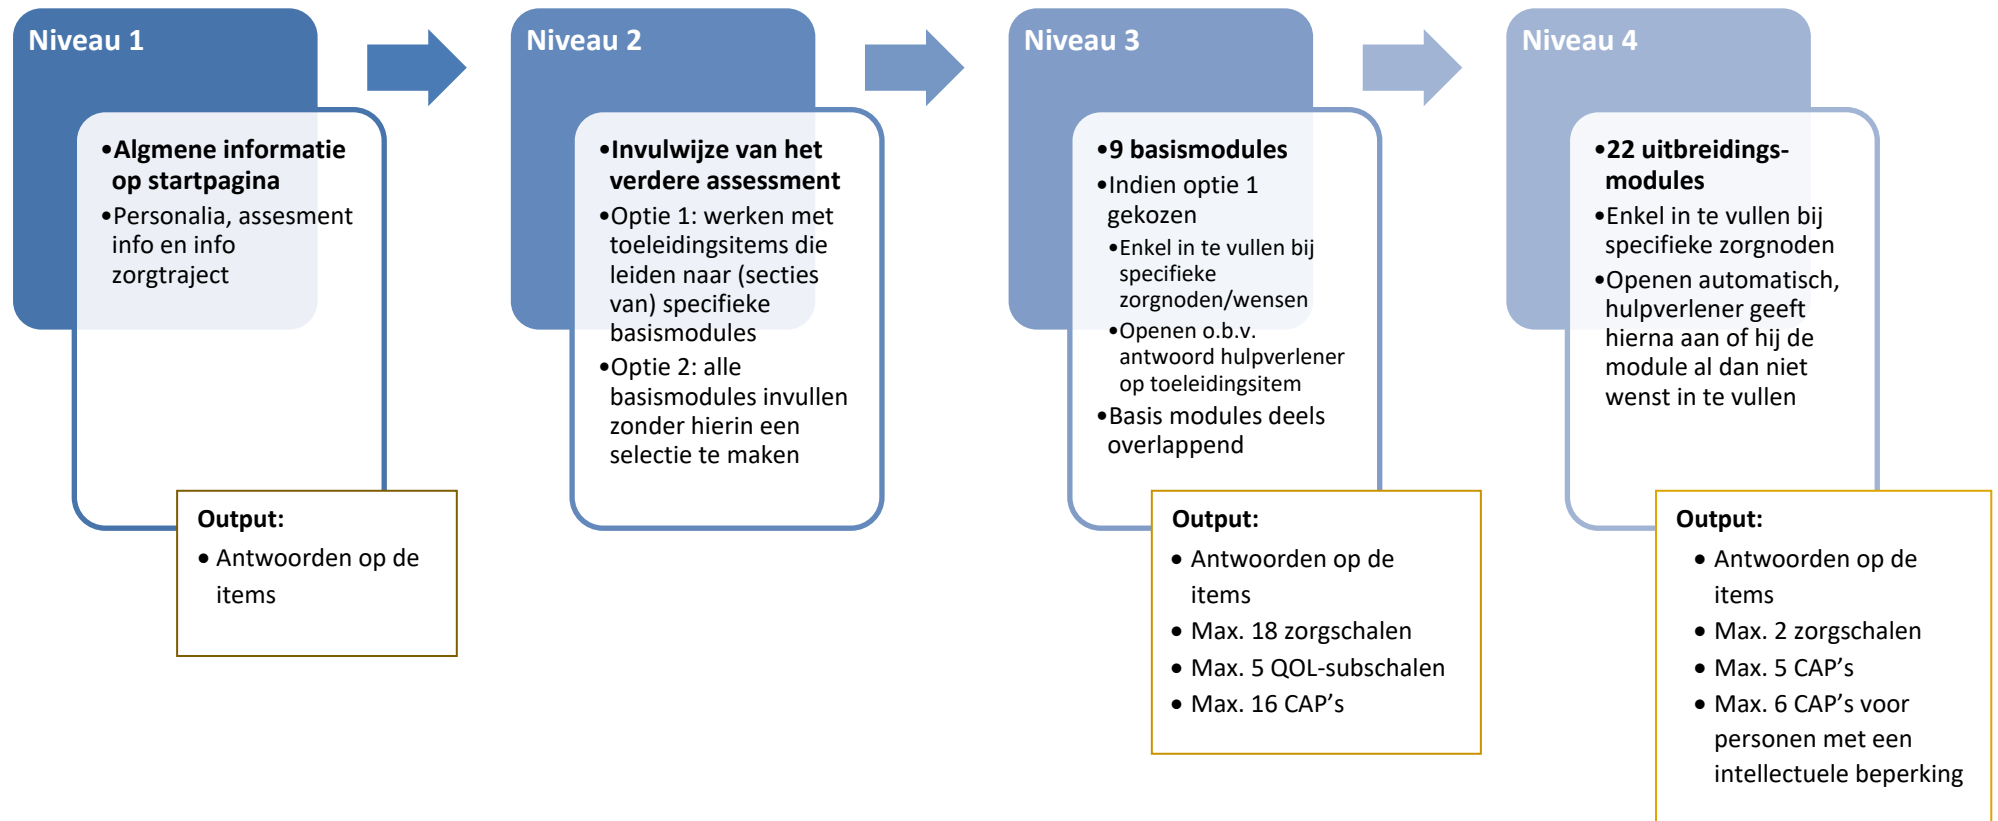 Niveau 1
•Algmene informatie
op startpagina
•Personalia, assesment
info en info
zorgtraject
Output:
• Antwoorden op de
items
Niveau 2
•Invulwijze van het
verdere assessment
•Optie 1: werken met
toeleidingsitems die
leiden naar (secties
van) specifieke
basismodules
•Optie 2: alle
basismodules invullen
zonder hierin een
selectie te maken
Niveau 3
•9 basismodules
•Indien optie 1
gekozen
•Enkel in te vullen bij
specifieke
zorgnoden/wensen
•Openen o.b.v.
antwoord hulpverlener
op toeleidingsitem
•Basis modules deels
overlappend
Output:
• Antwoorden op de
items
• Max. 18 zorgschalen
• Max. 5 QOL-subschalen
• Max. 16 CAP’s
Niveau 4
•22 uitbreidings-
modules
•Enkel in te vullen bij
specifieke zorgnoden
•Openen automatisch,
hulpverlener geeft
hierna aan of hij de
module al dan niet
wenst in te vullen
Output:
• Antwoorden op de
items
• Max. 2 zorgschalen
• Max. 5 CAP’s
• Max. 6 CAP’s voor
personen met een
intellectuele beperking